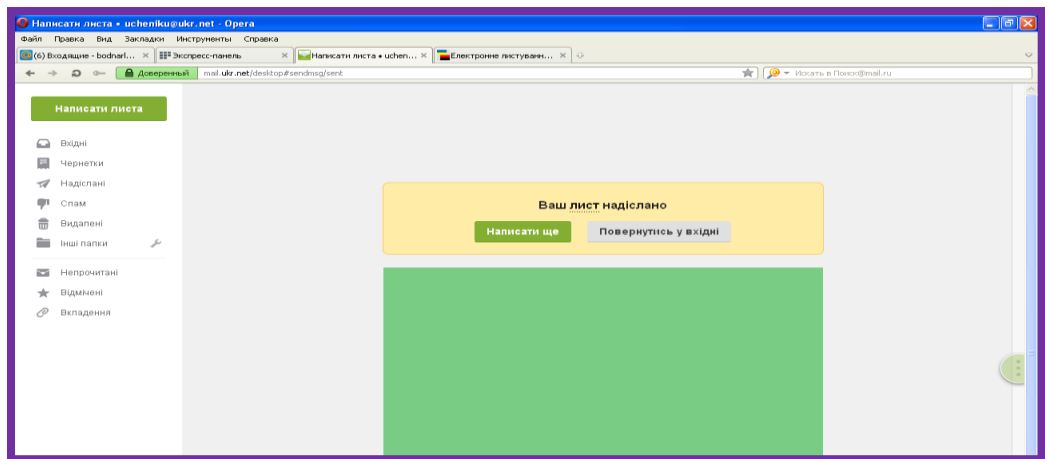 Написати листа • ucheniku@ukr.net - Opera
Файл Правка Вид Закладки Инструменты Справка
(6) Входящие - bodnarl... Экспресс-панель Написати листа • uchen... Електронне листуванн...
Доверенный mail.ukr.net/desktop#sendmsg/sent Искать в Поиск@mail.ru
Написати листа
Вхідні
Чернетки
Надіслані
Спам
Видалені
Інші папки
Непрочитані
Відмічені
Вкладення
Ваш лист надіслано
Написати ще Повернутись у вхідні